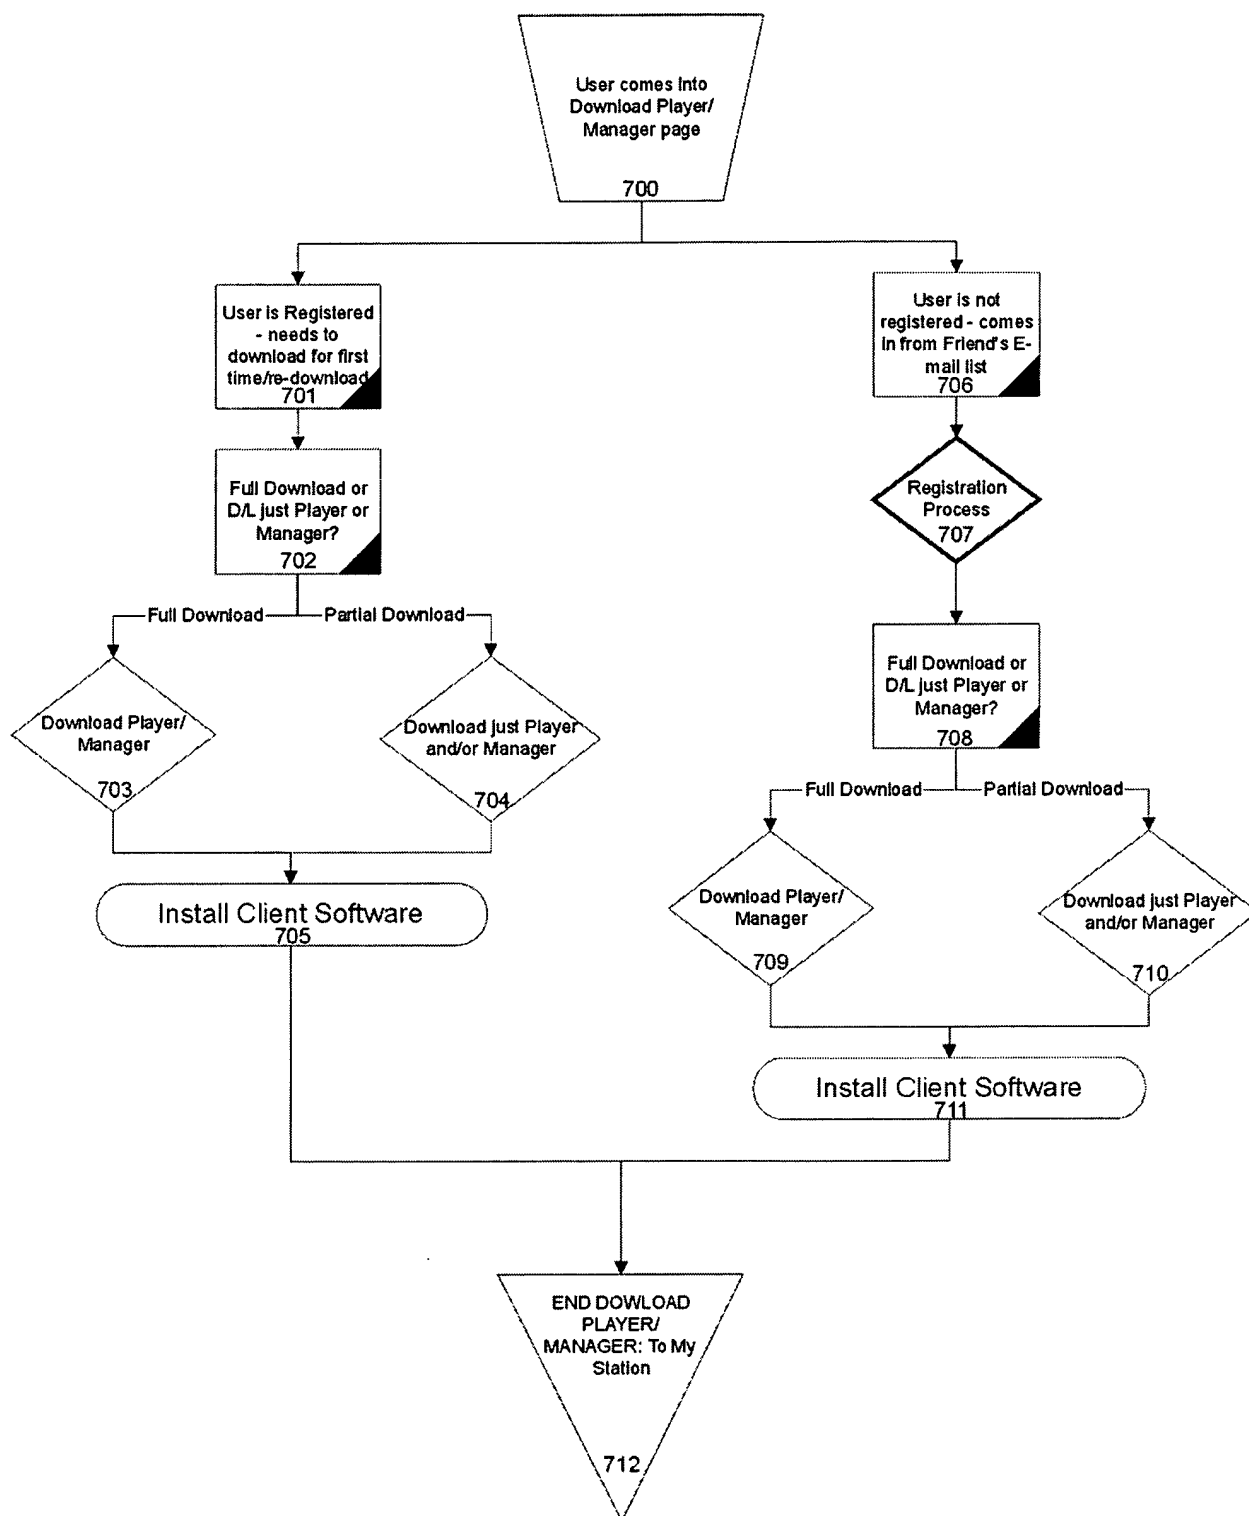 User comes into
Download Player/
Manager page
700
User is Registered
- needs to
download for first
time/re-download
701
Full Download or
D/L just Player or
Manager?
702
Full Download
Partial Download
Download Player/
Manager
703
Download just Player
and/or Manager
704
Install Client Software
705
User is not
registered - comes
in from Friend's E-
mail list
706
Registration
Process
707
Full Download or
D/L just Player or
Manager?
708
Full Download
Partial Download
Download Player/
Manager
709
Download just Player
and/or Manager
710
Install Client Software
711
END DOWLOAD
PLAYER/
MANAGER: To My
Station
712